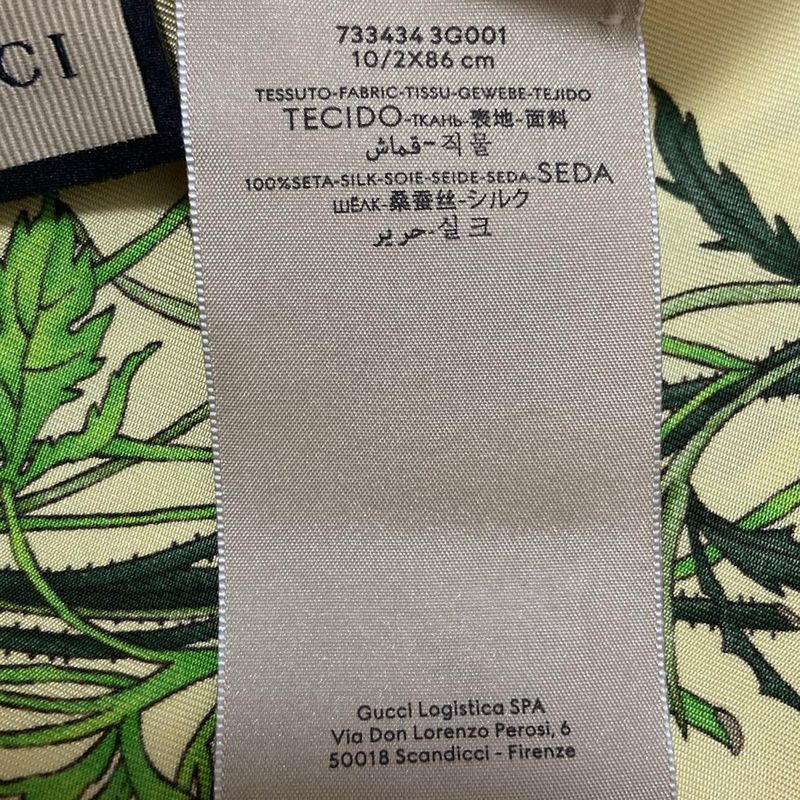 CCI
733434 3G001
10/2X86 cm
TESSUTO-FABRIC-TISSU-GEWEBE-TEJIDO
TECIDO-ТКАНЬ-表地-面料
قماش-직물
100%SETA-SILK-SOIE-SEIDE-SEDA-SEDA
ШЁАК-桑蚕丝-シルク
حرير-실크
Gucci Logistica SPA
Via Don Lorenzo Perosi, 6
50018 Scandicci - Firenze